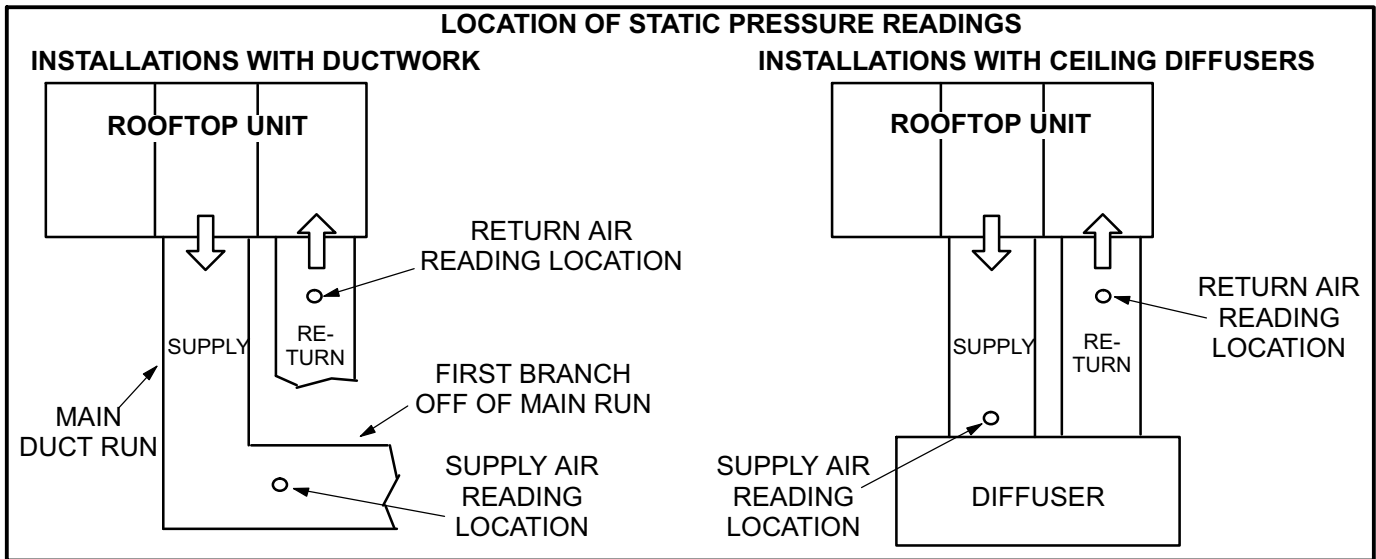 LOCATION OF STATIC PRESSURE READINGS
INSTALLATIONS WITH DUCTWORK
ROOFTOP UNIT
RETURN AIR
READING LOCATION
SUPPLY
RE-
TURN
FIRST BRANCH
OFF OF MAIN RUN
MAIN
DUCT RUN
SUPPLY AIR
READING
LOCATION
INSTALLATIONS WITH CEILING DIFFUSERS
ROOFTOP UNIT
RETURN AIR
READING
LOCATION
SUPPLY
RE-
TURN
SUPPLY AIR
READING
LOCATION
DIFFUSER